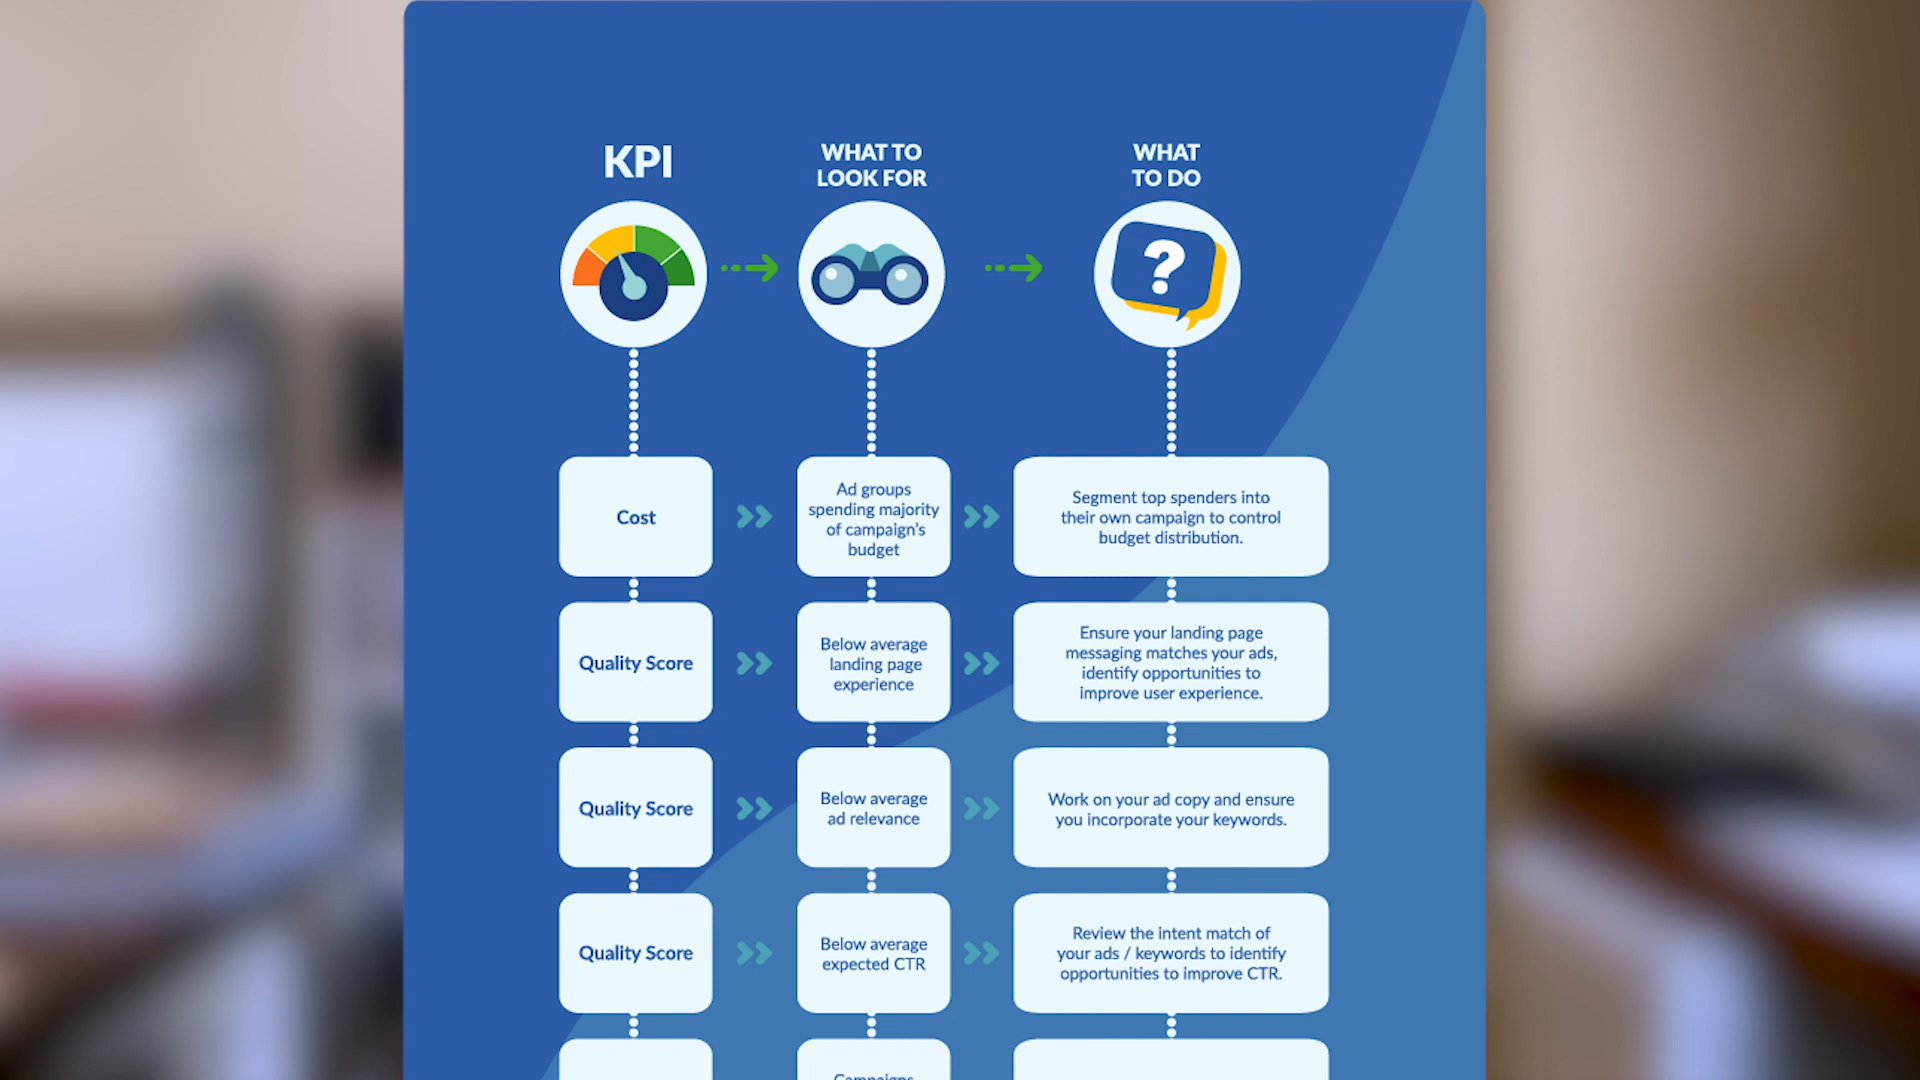 KPI
WHAT TO
LOOK FOR
WHAT
TO DO
?
Cost
Ad groups
spending majority
of campaign's
budget
Segment top spenders into
their own campaign to control
budget distribution.
Quality Score
Below average
landing page
experience
Ensure your landing page
messaging matches your ads,
identify opportunities to
improve user experience.
Quality Score
Below average
ad relevance
Work on your ad copy and ensure
you incorporate your keywords.
Quality Score
Below average
expected CTR
Review the intent match of
your ads / keywords to identify
opportunities to improve CTR.
Campaigns